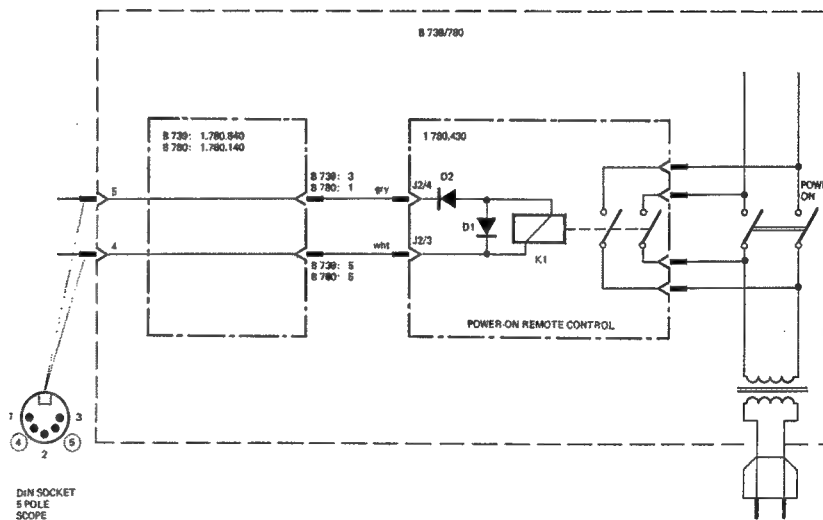 B 739/780
B 739: 1.780.840
B 780: 1.780.140
1 780.430
B 739: 3
B 780: 1
gry
J2/4
D2
5
D1
K1
4
wht
J2/3
B 739: 5
B 780: 5
POWER-ON REMOTE CONTROL
POWER
ON
1
3
4
5
2
DIN SOCKET
5 POLE
SCOPE